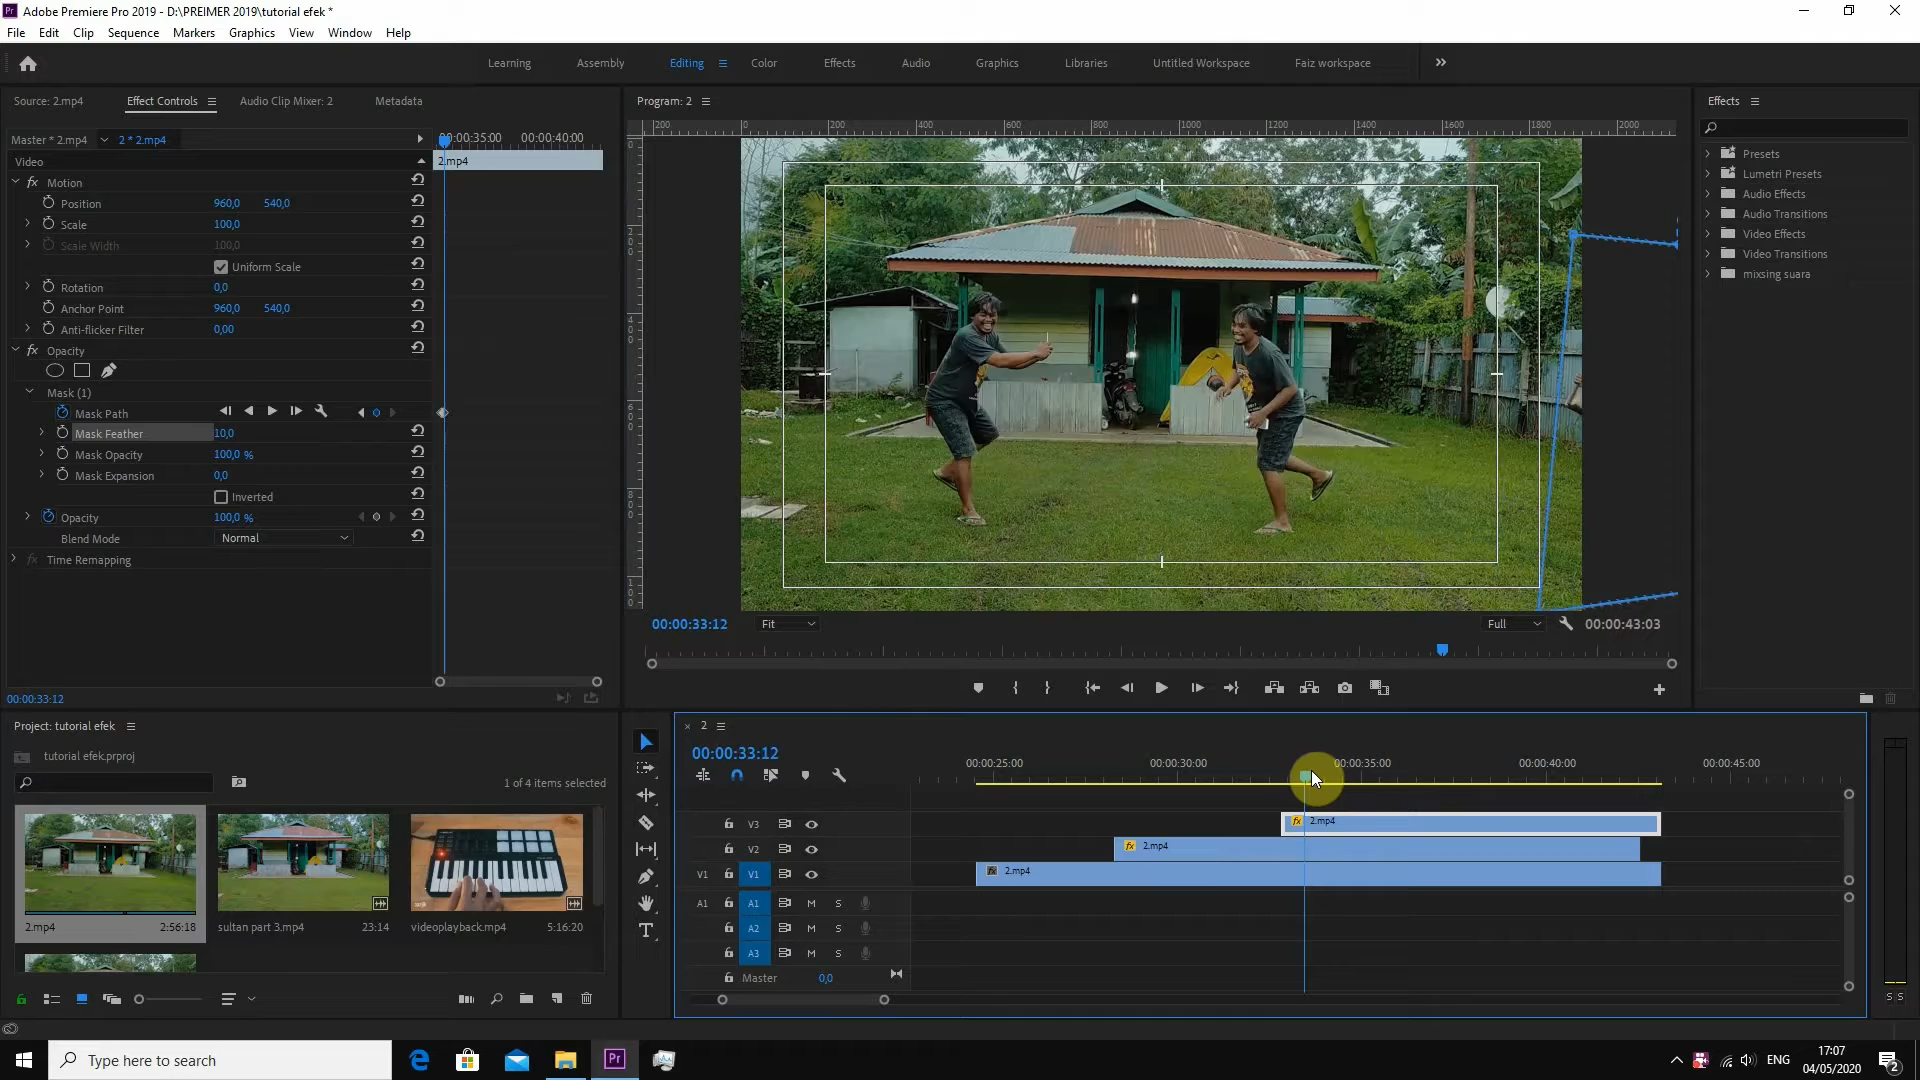 Adobe Premiere Pro 2019 - D:\PREIMER 2019\tutorial efek *
File Edit Clip Sequence Markers Graphics View Window Help
Learning Assembly Editing Color Effects Audio Graphics Libraries Untitled Workspace Faiz workspace
Source: 2.mp4 Effect Controls Audio Clip Mixer: 2 Metadata
Master * 2.mp4 2 * 2.mp4
00:00:35:00 00:00:40:00
Video
2.mp4
Motion
Position 960,0 540,0
Scale 100,0
Scale Width 100,0
Uniform Scale
Rotation 0,0
Anchor Point 960,0 540,0
Anti-flicker Filter 0,00
Opacity
Mask (1)
Mask Path
Mask Feather 10,0
Mask Opacity 100,0 %
Mask Expansion 0,0
Inverted
Opacity 100,0 %
Blend Mode Normal
Time Remapping
00:00:33:12
Program: 2
200 0 200 400 600 800 1000 1200 1400 1600 1800 2000
00:00:33:12 Fit Full 00:00:43:03
Effects
Presets
Lumetri Presets
Audio Effects
Audio Transitions
Video Effects
Video Transitions
mixsing suara
Project: tutorial efek
tutorial efek.prproj
1 of 4 items selected
2.mp4 2:56:18
sultan part 3.mp4 23:14
videoplayback.mp4 5:16:20
2
00:00:33:12
00:00:25:00 00:00:30:00 00:00:35:00 00:00:40:00 00:00:45:00
V3 fx 2.mp4
V2 fx 2.mp4
V1 V1 fx 2.mp4
A1 A1 M S
A2 M S
A3 M S
Master 0,0
S S
Type here to search
Pr
ENG
17:07
04/05/2020
2